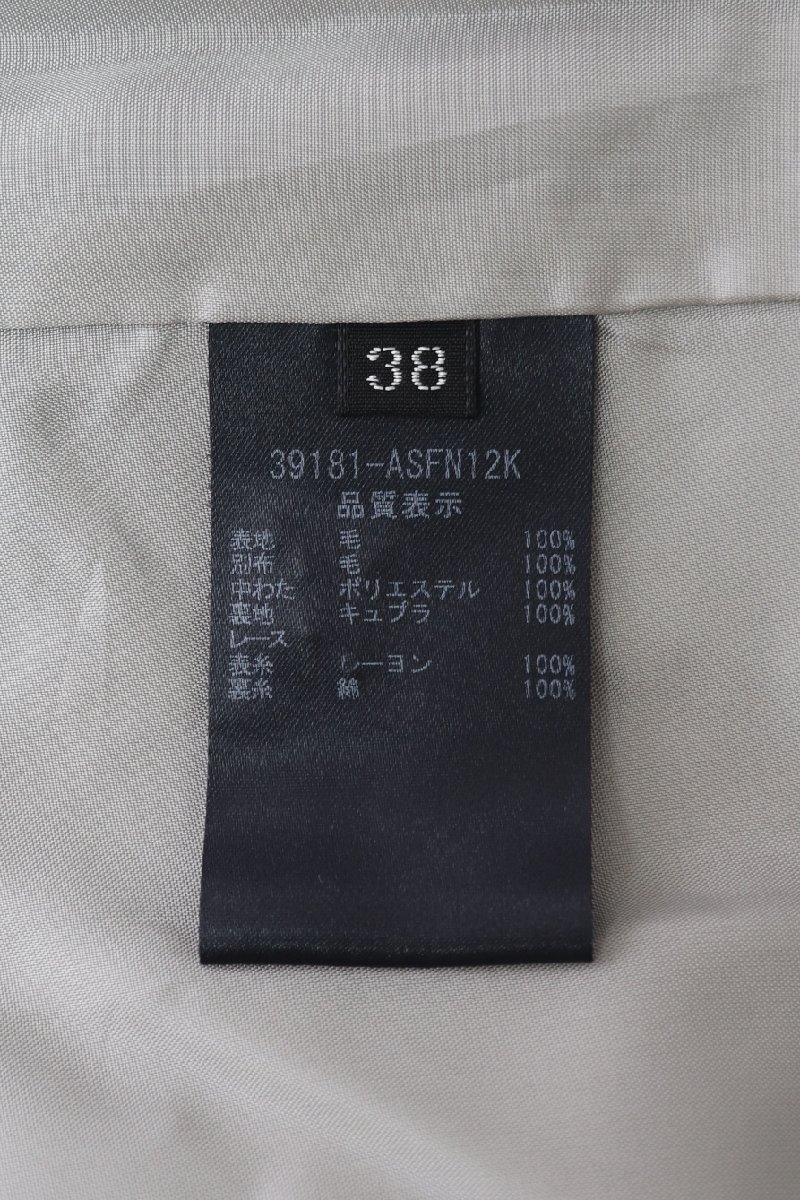 38
39181-ASFN12K
品質表示
表地 毛 100%
別布 毛 100%
中わた ポリエステル 100%
裏地 キュプラ 100%
レース
表糸 レーヨン 100%
裏糸 綿 100%